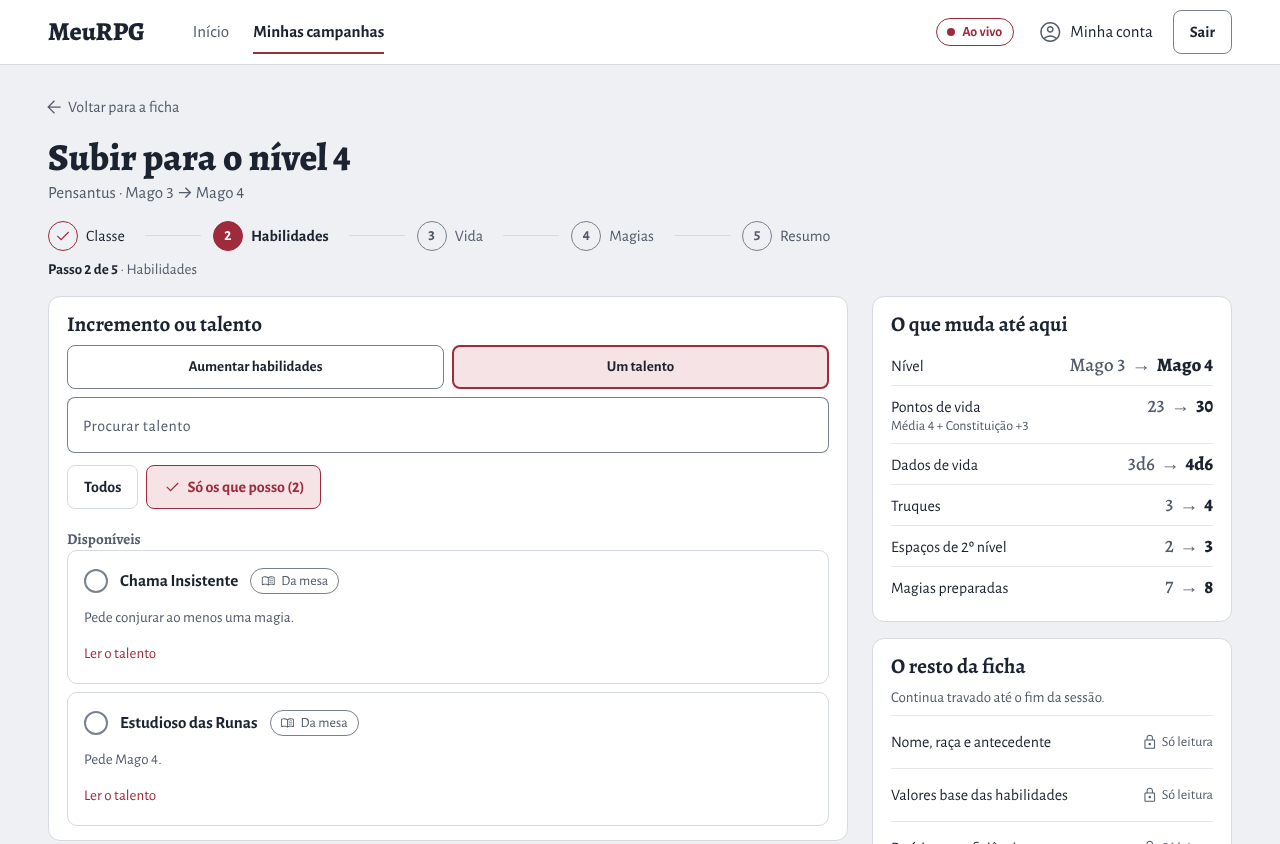 MeuRPG
Início
Minhas campanhas
Ao vivo
Minha conta
Sair
Voltar para a ficha
Subir para o nível 4
Pensantus · Mago 3 → Mago 4
Classe
2 Habilidades
3 Vida
4 Magias
5 Resumo
Passo 2 de 5 · Habilidades
Incremento ou talento
Aumentar habilidades
Um talento
Procurar talento
Todos
Só os que posso (2)
Disponíveis
Chama Insistente
Da mesa
Pede conjurar ao menos uma magia.
Ler o talento
Estudioso das Runas
Da mesa
Pede Mago 4.
Ler o talento
O que muda até aqui
Nível Mago 3 → Mago 4
Pontos de vida 23 → 30
Média 4 + Constituição +3
Dados de vida 3d6 → 4d6
Truques 3 → 4
Espaços de 2º nível 2 → 3
Magias preparadas 7 → 8
O resto da ficha
Continua travado até o fim da sessão.
Nome, raça e antecedente Só leitura
Valores base das habilidades Só leitura